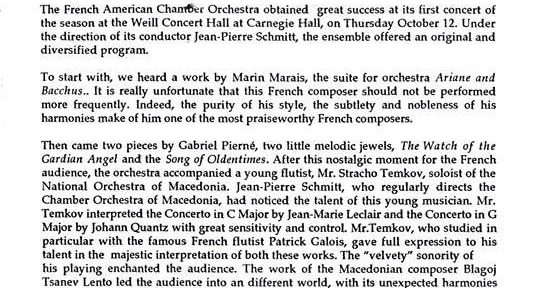 The French American Chamber Orchestra obtained great success at its first concert of
the season at the Weill Concert Hall at Carnegie Hall, on Thursday October 12. Under
the direction of its conductor Jean-Pierre Schmitt, the ensemble offered an original and
diversified program.
To start with, we heard a work by Marin Marais, the suite for orchestra Ariane and
Bacchus.. It is really unfortunate that this French composer should not be performed
more frequently. Indeed, the purity of his style, the subtlety and nobleness of his
harmonies make of him one of the most praiseworthy French composers.
Then came two pieces by Gabriel Pierné, two little melodic jewels, The Watch of the
Gardian Angel and the Song of Oldentimes. After this nostalgic moment for the French
audience, the orchestra accompanied a young flutist, Mr. Stracho Temkov, soloist of the
National Orchestra of Macedonia. Jean-Pierre Schmitt, who regularly directs the
Chamber Orchestra of Macedonia, had noticed the talent of this young musician. Mr.
Temkov interpreted the Concerto in C Major by Jean-Marie Leclair and the Concerto in G
Major by Johann Quantz with great sensitivity and control. Mr.Temkov, who studied in
particular with the famous French flutist Patrick Galois, gave full expression to his
talent in the majestic interpretation of both these works. The "velvety" sonority of
his playing enchanted the audience. The work of the Macedonian composer Blagoj
Tsanev Lento led the audience into an different world, with its unexpected harmonies